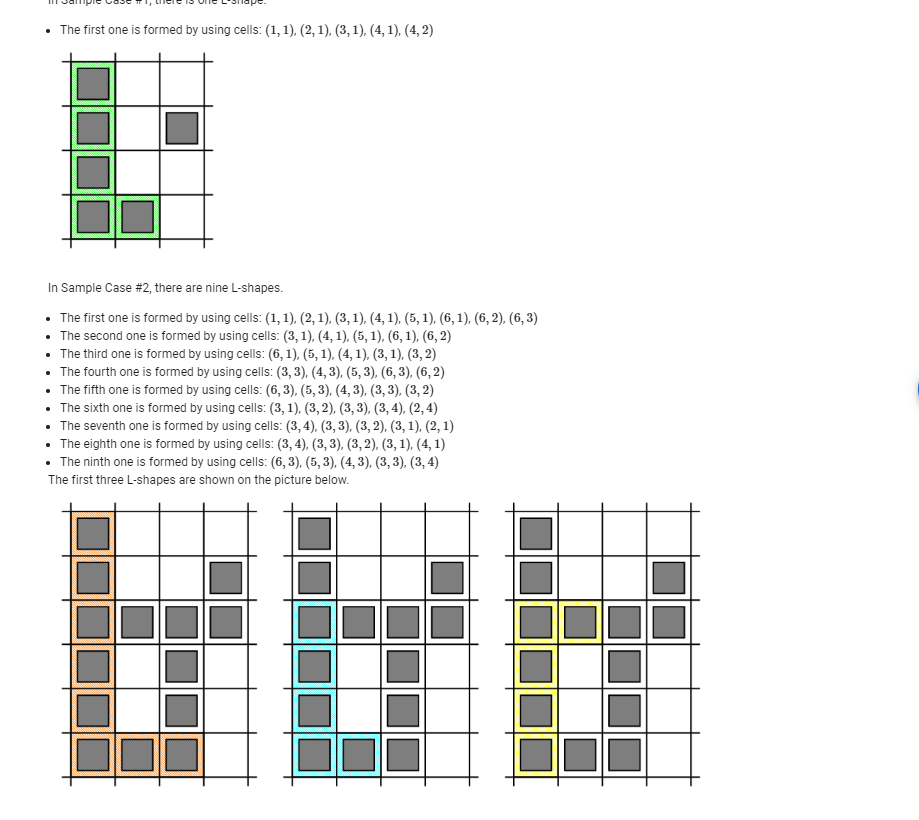 In Sample Case #1, there is one L-shape.
• The first one is formed by using cells: (1, 1), (2, 1), (3, 1), (4, 1), (4, 2)
In Sample Case #2, there are nine L-shapes.
• The first one is formed by using cells: (1, 1), (2, 1), (3, 1), (4, 1), (5, 1), (6, 1), (6, 2), (6, 3)
• The second one is formed by using cells: (3, 1), (4, 1), (5, 1), (6, 1), (6, 2)
• The third one is formed by using cells: (6, 1), (5, 1), (4, 1), (3, 1), (3, 2)
• The fourth one is formed by using cells: (3, 3), (4, 3), (5, 3), (6, 3), (6, 2)
• The fifth one is formed by using cells: (6, 3), (5, 3), (4, 3), (3, 3), (3, 2)
• The sixth one is formed by using cells: (3, 1), (3, 2), (3, 3), (3, 4), (2, 4)
• The seventh one is formed by using cells: (3, 4), (3, 3), (3, 2), (3, 1), (2, 1)
• The eighth one is formed by using cells: (3, 4), (3, 3), (3, 2), (3, 1), (4, 1)
• The ninth one is formed by using cells: (6, 3), (5, 3), (4, 3), (3, 3), (3, 4)
The first three L-shapes are shown on the picture below.